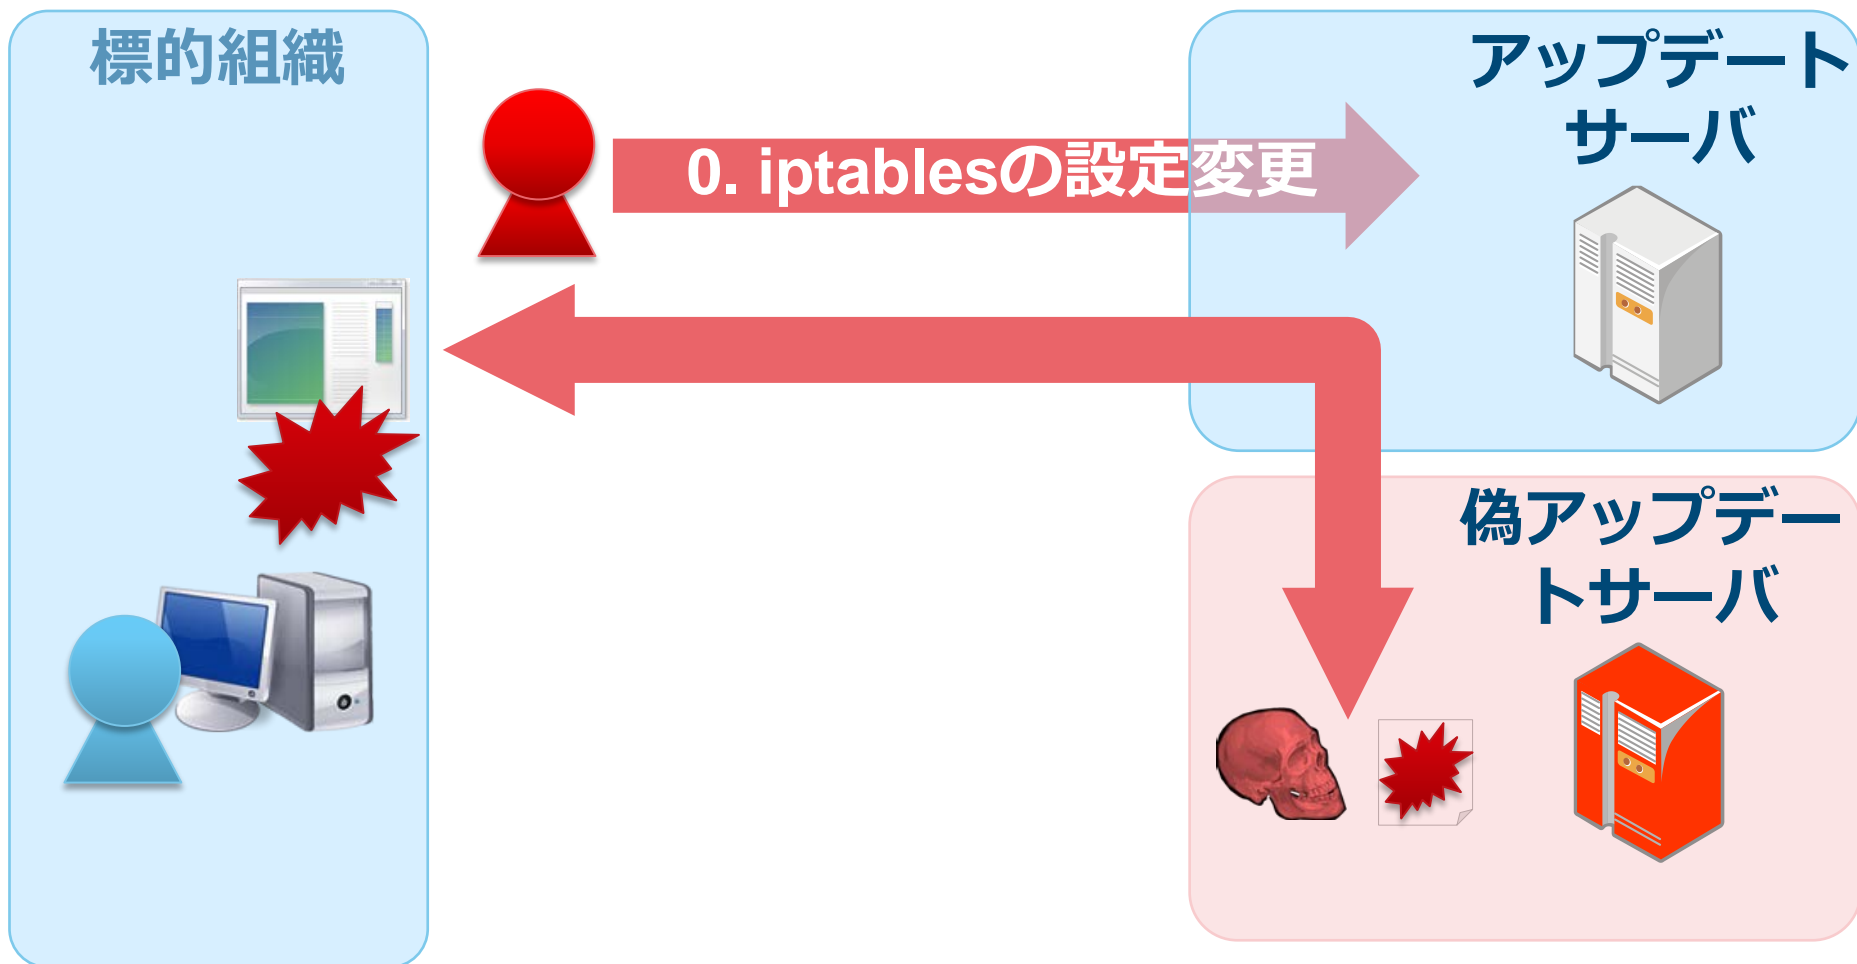 標的組織
アップデート
サーバ
0. iptablesの設定変更
偽アップデー
トサーバ